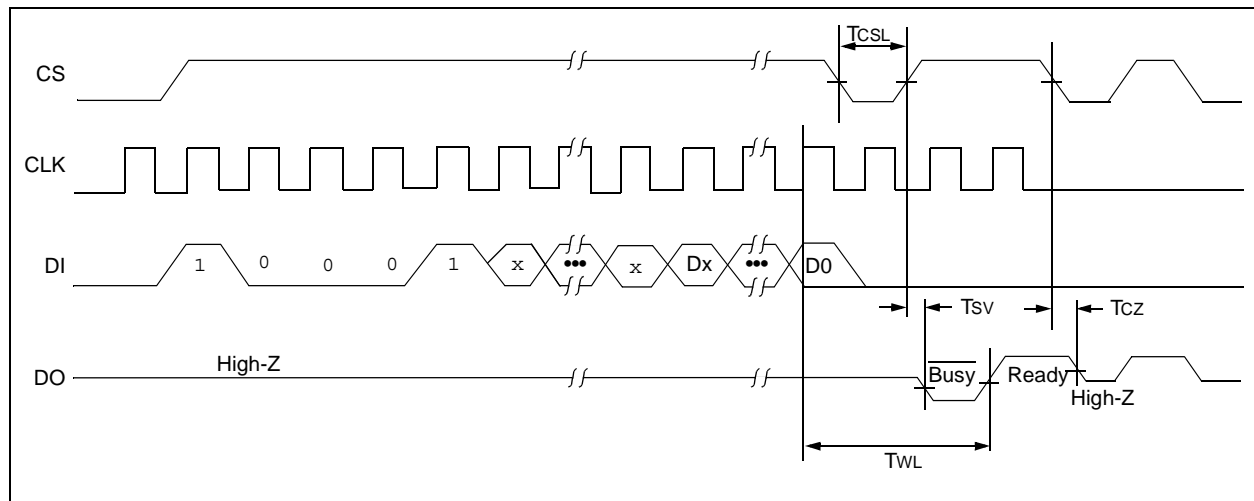 TCSL
CS
CLK
DI
1 0 0 0 1 x ••• x Dx ••• D0
TSV
TCZ
High-Z
DO
Busy
Ready
High-Z
TWL